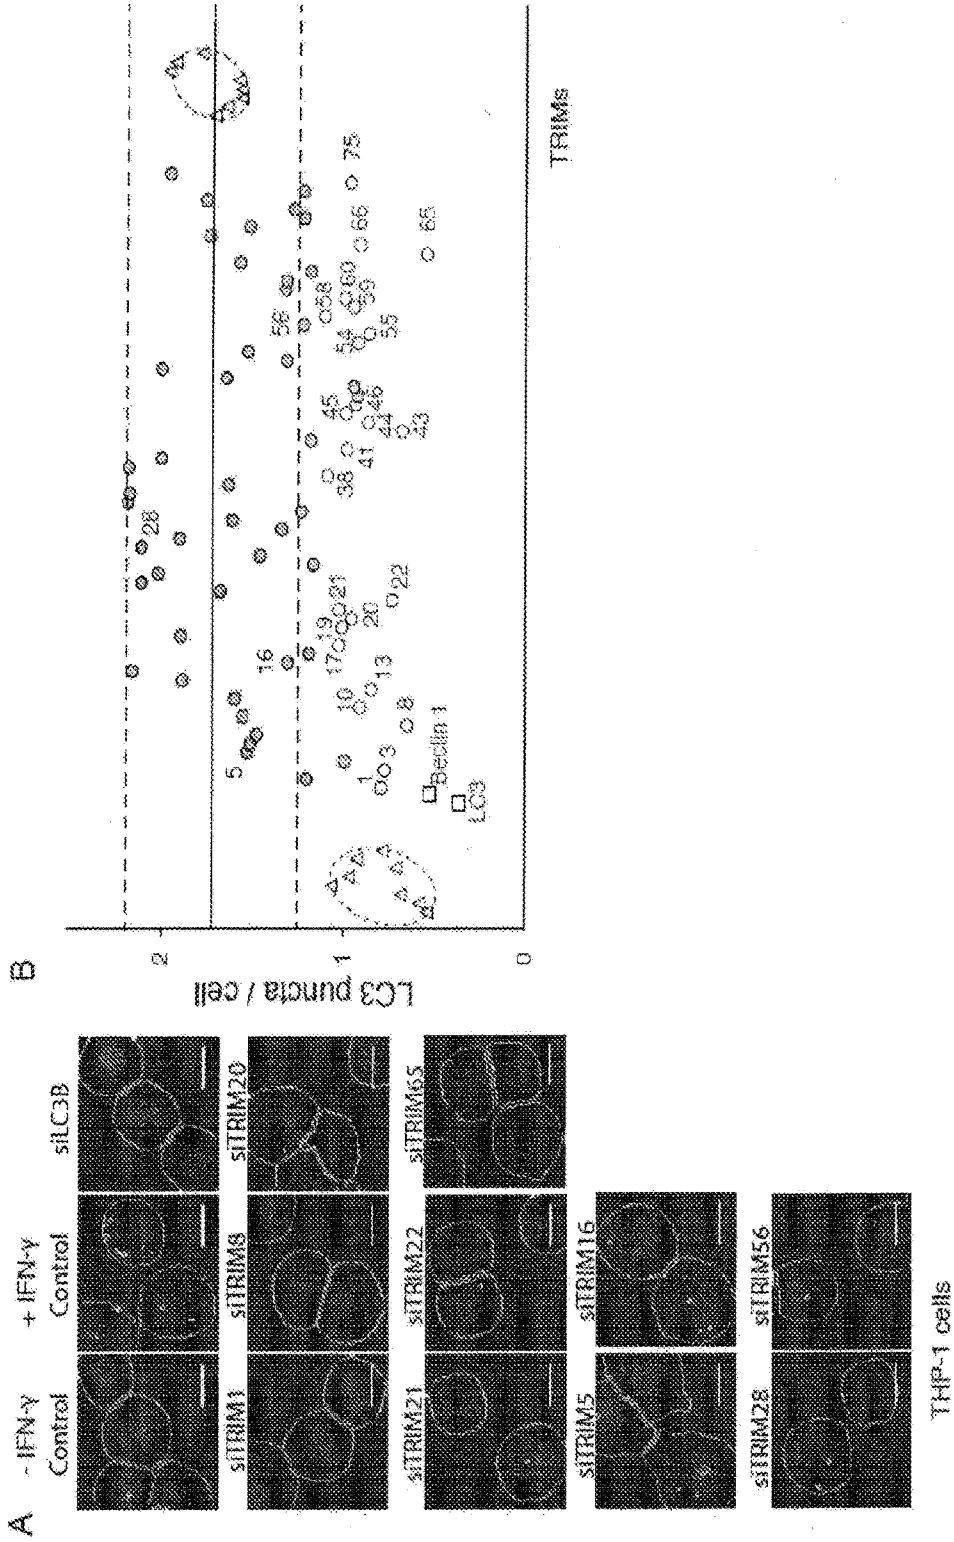 A
- IFN-γ
+ IFN-γ
Control
Control
siLC3B
siTRIM1
siTRIM8
siTRIM20
siTRIM21
siTRIM22
siTRIM65
siTRIM5
siTRIM16
siTRIM28
siTRIM56
THP-1 cells
B
LC3 puncta / cell
2
1
0
5
16
28
56
1
3
8
10
13
17
19
20
21
22
38
41
43
44
45
46
54
55
58
59
60
65
66
75
Beclin 1
LC3
TRIMs